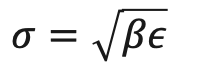 σ = √βϵ